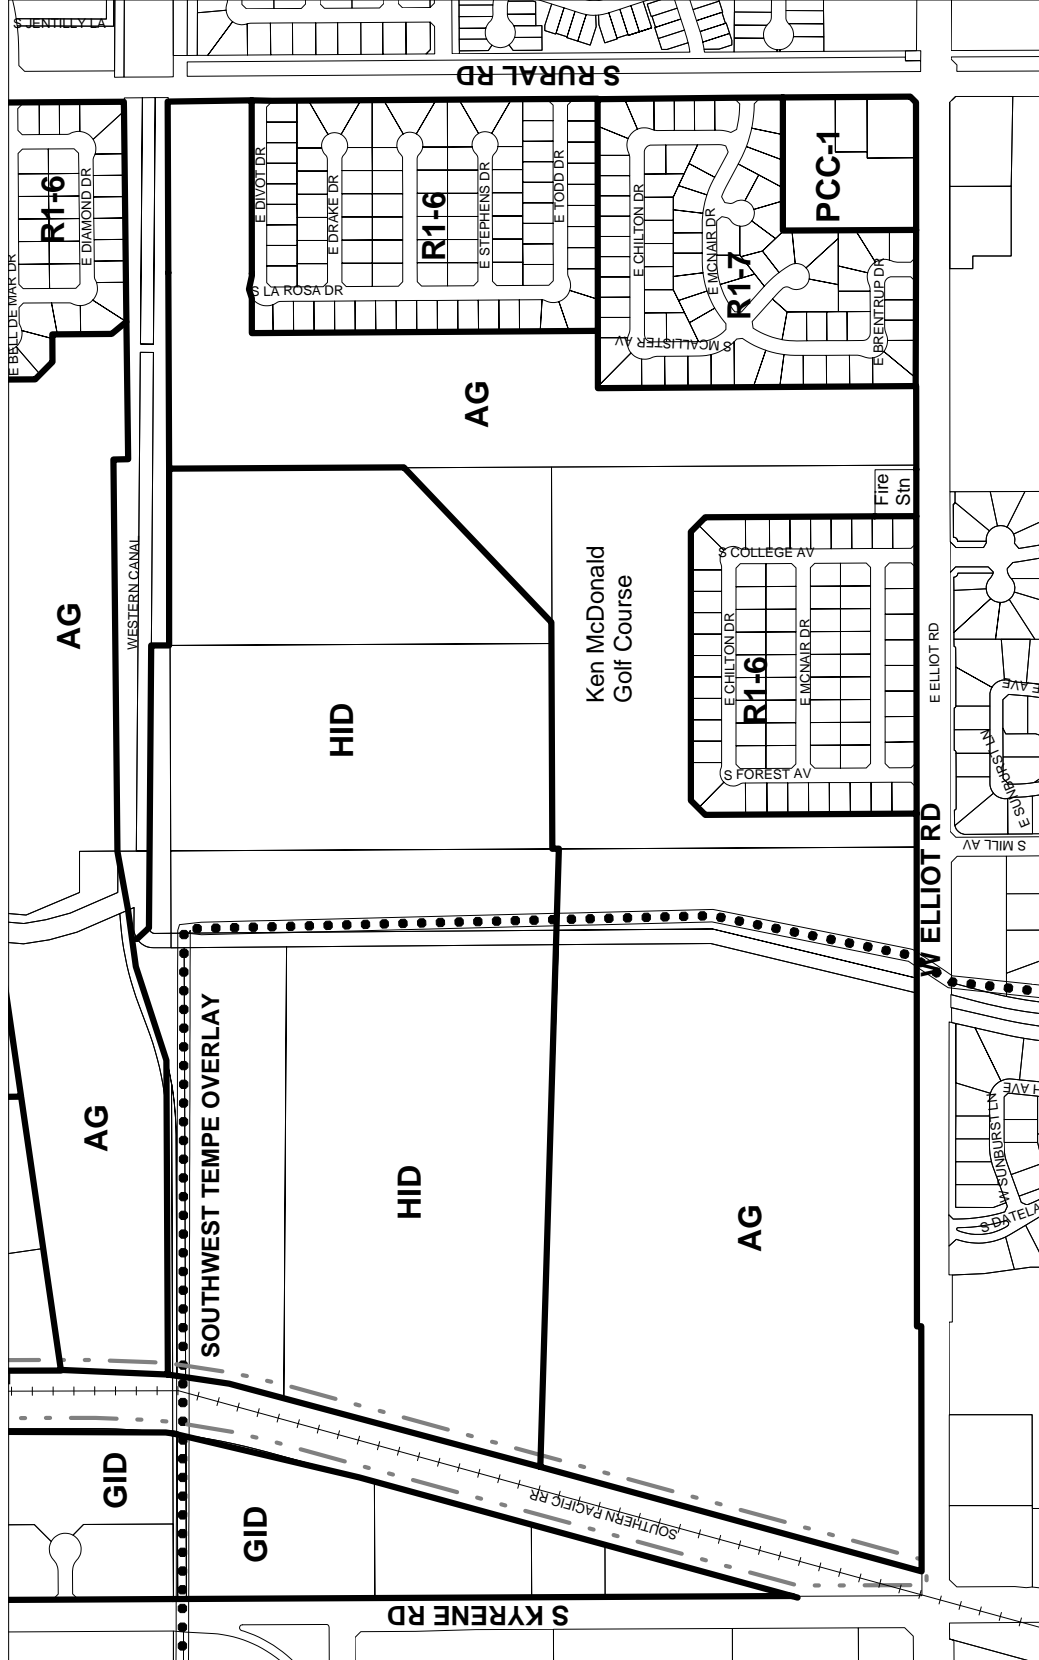 S JENTILLY LA
S RURAL RD
R1-6
E DIAMOND DR
E BELL DE MAR DR
E DIVOT DR
E DRAKE DR
R1-6
E STEPHENS DR
E TODD DR
S LA ROSA DR
E CHILTON DR
E MCNAIR DR
R1-7
PCC-1
S MCALLISTER AV
E BRENTRUP DR
AG
WESTERN CANAL
AG
HID
Ken McDonald
Golf Course
Fire
Stn
S COLLEGE AV
E CHILTON DR
R1-6
E MCNAIR DR
S FOREST AV
E ELLIOT RD
E SUNBURST LN
S MILL AV
W ELLIOT RD
AG
SOUTHWEST TEMPE OVERLAY
HID
AG
W SUNBURST LN
GID
GID
SOUTHERN PACIFIC RR
S KYRENE RD